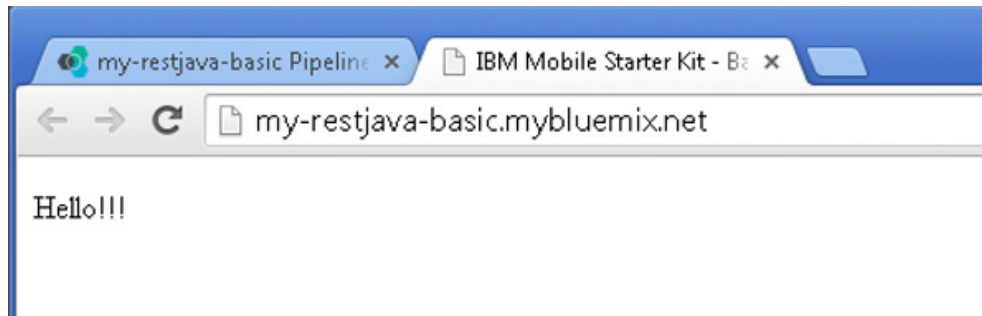 my-restjava-basic Pipeline IBM Mobile Starter Kit - Ba
my-restjava-basic.mybluemix.net
Hello!!!